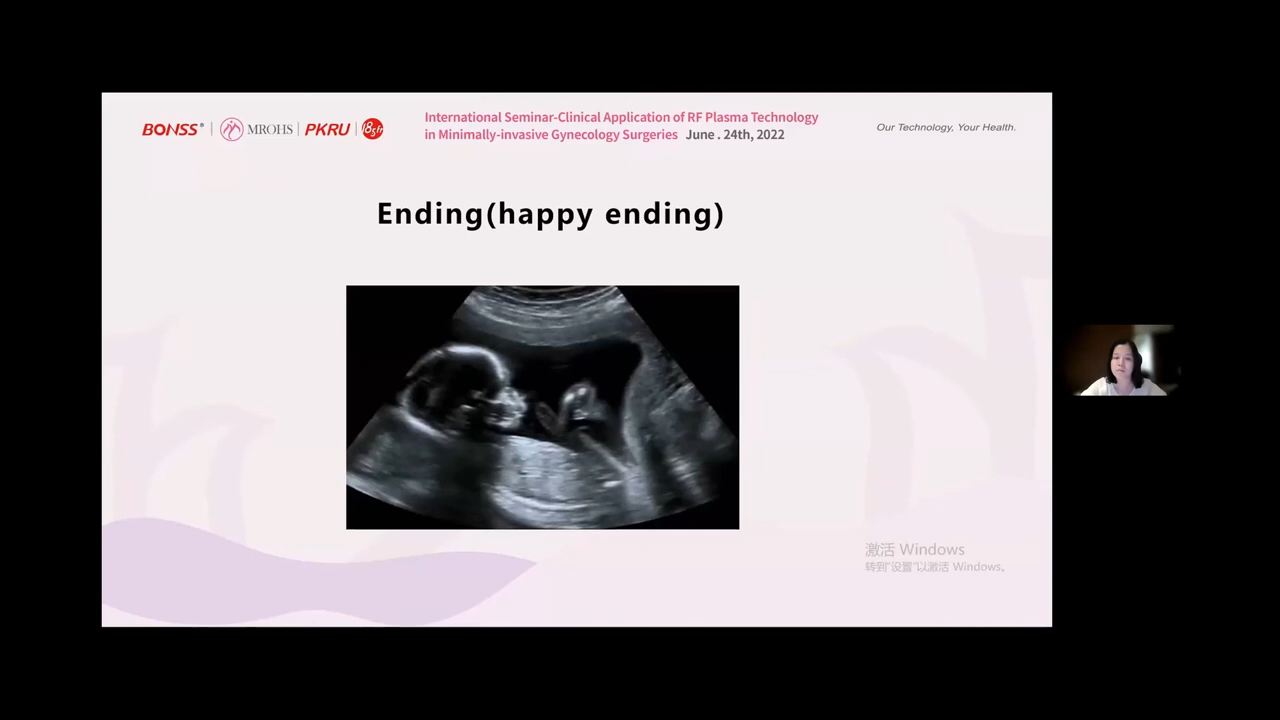 BONSS® | MROHS | PKRU | 185fr
International Seminar-Clinical Application of RF Plasma Technology
in Minimally-invasive Gynecology Surgeries June . 24th, 2022
Our Technology, Your Health.
Ending(happy ending)
激活 Windows
转到"设置"以激活 Windows。